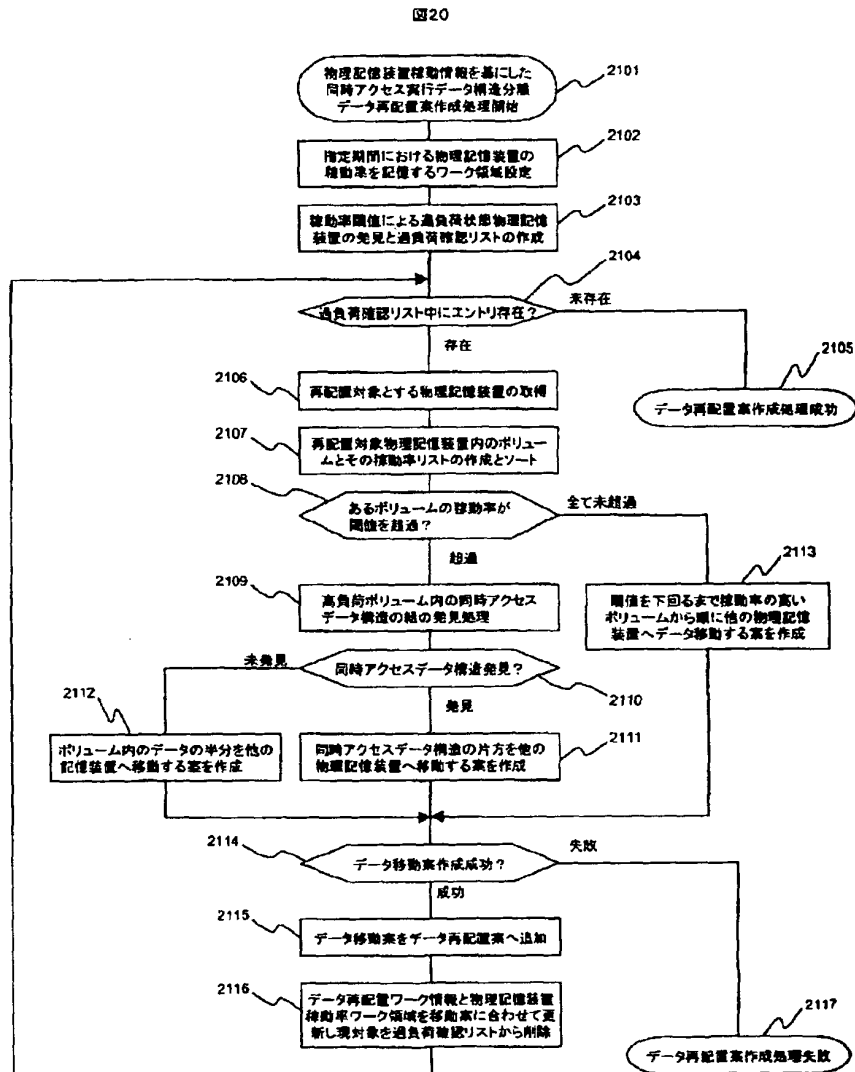 図20
物理記憶装置稼動情報を基にした
同時アクセス実行データ構造分離
データ再配置案作成処理開始
2101
指定期間における物理記憶装置の
稼動率を記憶するワーク領域設定
2102
稼動率閾値による過負荷状態物理記憶
装置の発見と過負荷確認リストの作成
2103
過負荷確認リスト中にエントリ存在?
2104
未存在
存在
2105
データ再配置案作成処理成功
2106
再配置対象とする物理記憶装置の取得
2107
再配置対象物理記憶装置内のボリュー
ムとその稼動率リストの作成とソート
2108
あるボリュームの稼動率が
閾値を超過?
全て未超過
超過
2109
高負荷ボリューム内の同時アクセス
データ構造の組の発見処理
2113
閾値を下回るまで稼動率の高い
ボリュームから順に他の物理記憶
装置へデータ移動する案を作成
未発見
同時アクセスデータ構造発見?
2110
発見
2112
ボリューム内のデータの半分を他の
記憶装置へ移動する案を作成
同時アクセスデータ構造の片方を他の
物理記憶装置へ移動する案を作成
2111
2114
データ移動案作成成功?
失敗
成功
2115
データ移動案をデータ再配置案へ追加
2116
データ再配置ワーク情報と物理記憶装置
稼動率ワーク領域を移動案に合わせて更
新し現対象を過負荷確認リストから削除
2117
データ再配置案作成処理失敗